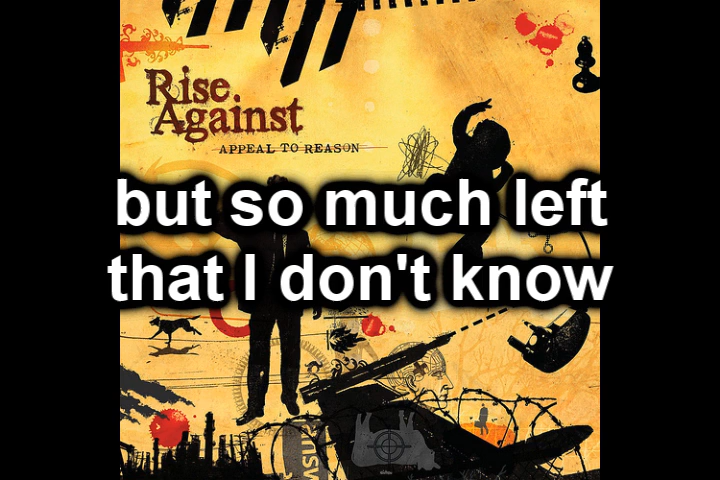 Rise
Against
APPEAL TO REASON
but so much left
that I don't know